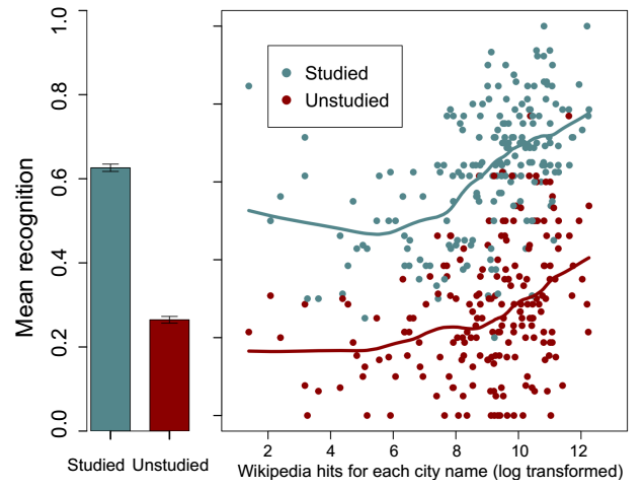 Mean recognition
1.0
0.8
0.6
0.4
0.2
0.0
Studied Unstudied
Studied
Unstudied
2 4 6 8 10 12
Wikipedia hits for each city name (log transformed)